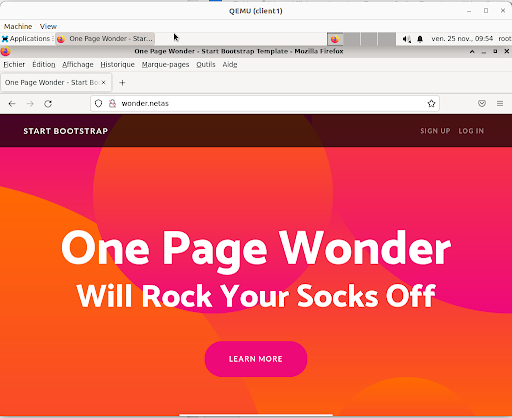 QEMU (client1)
Machine View
Applications : One Page Wonder - Star... ven. 25 nov., 09:54 root
One Page Wonder - Start Bootstrap Template - Mozilla Firefox
Fichier Édition Affichage Historique Marque-pages Outils Aide
One Page Wonder - Start Bo
wonder.netas
START BOOTSTRAP SIGN UP LOG IN
One Page Wonder
Will Rock Your Socks Off
LEARN MORE